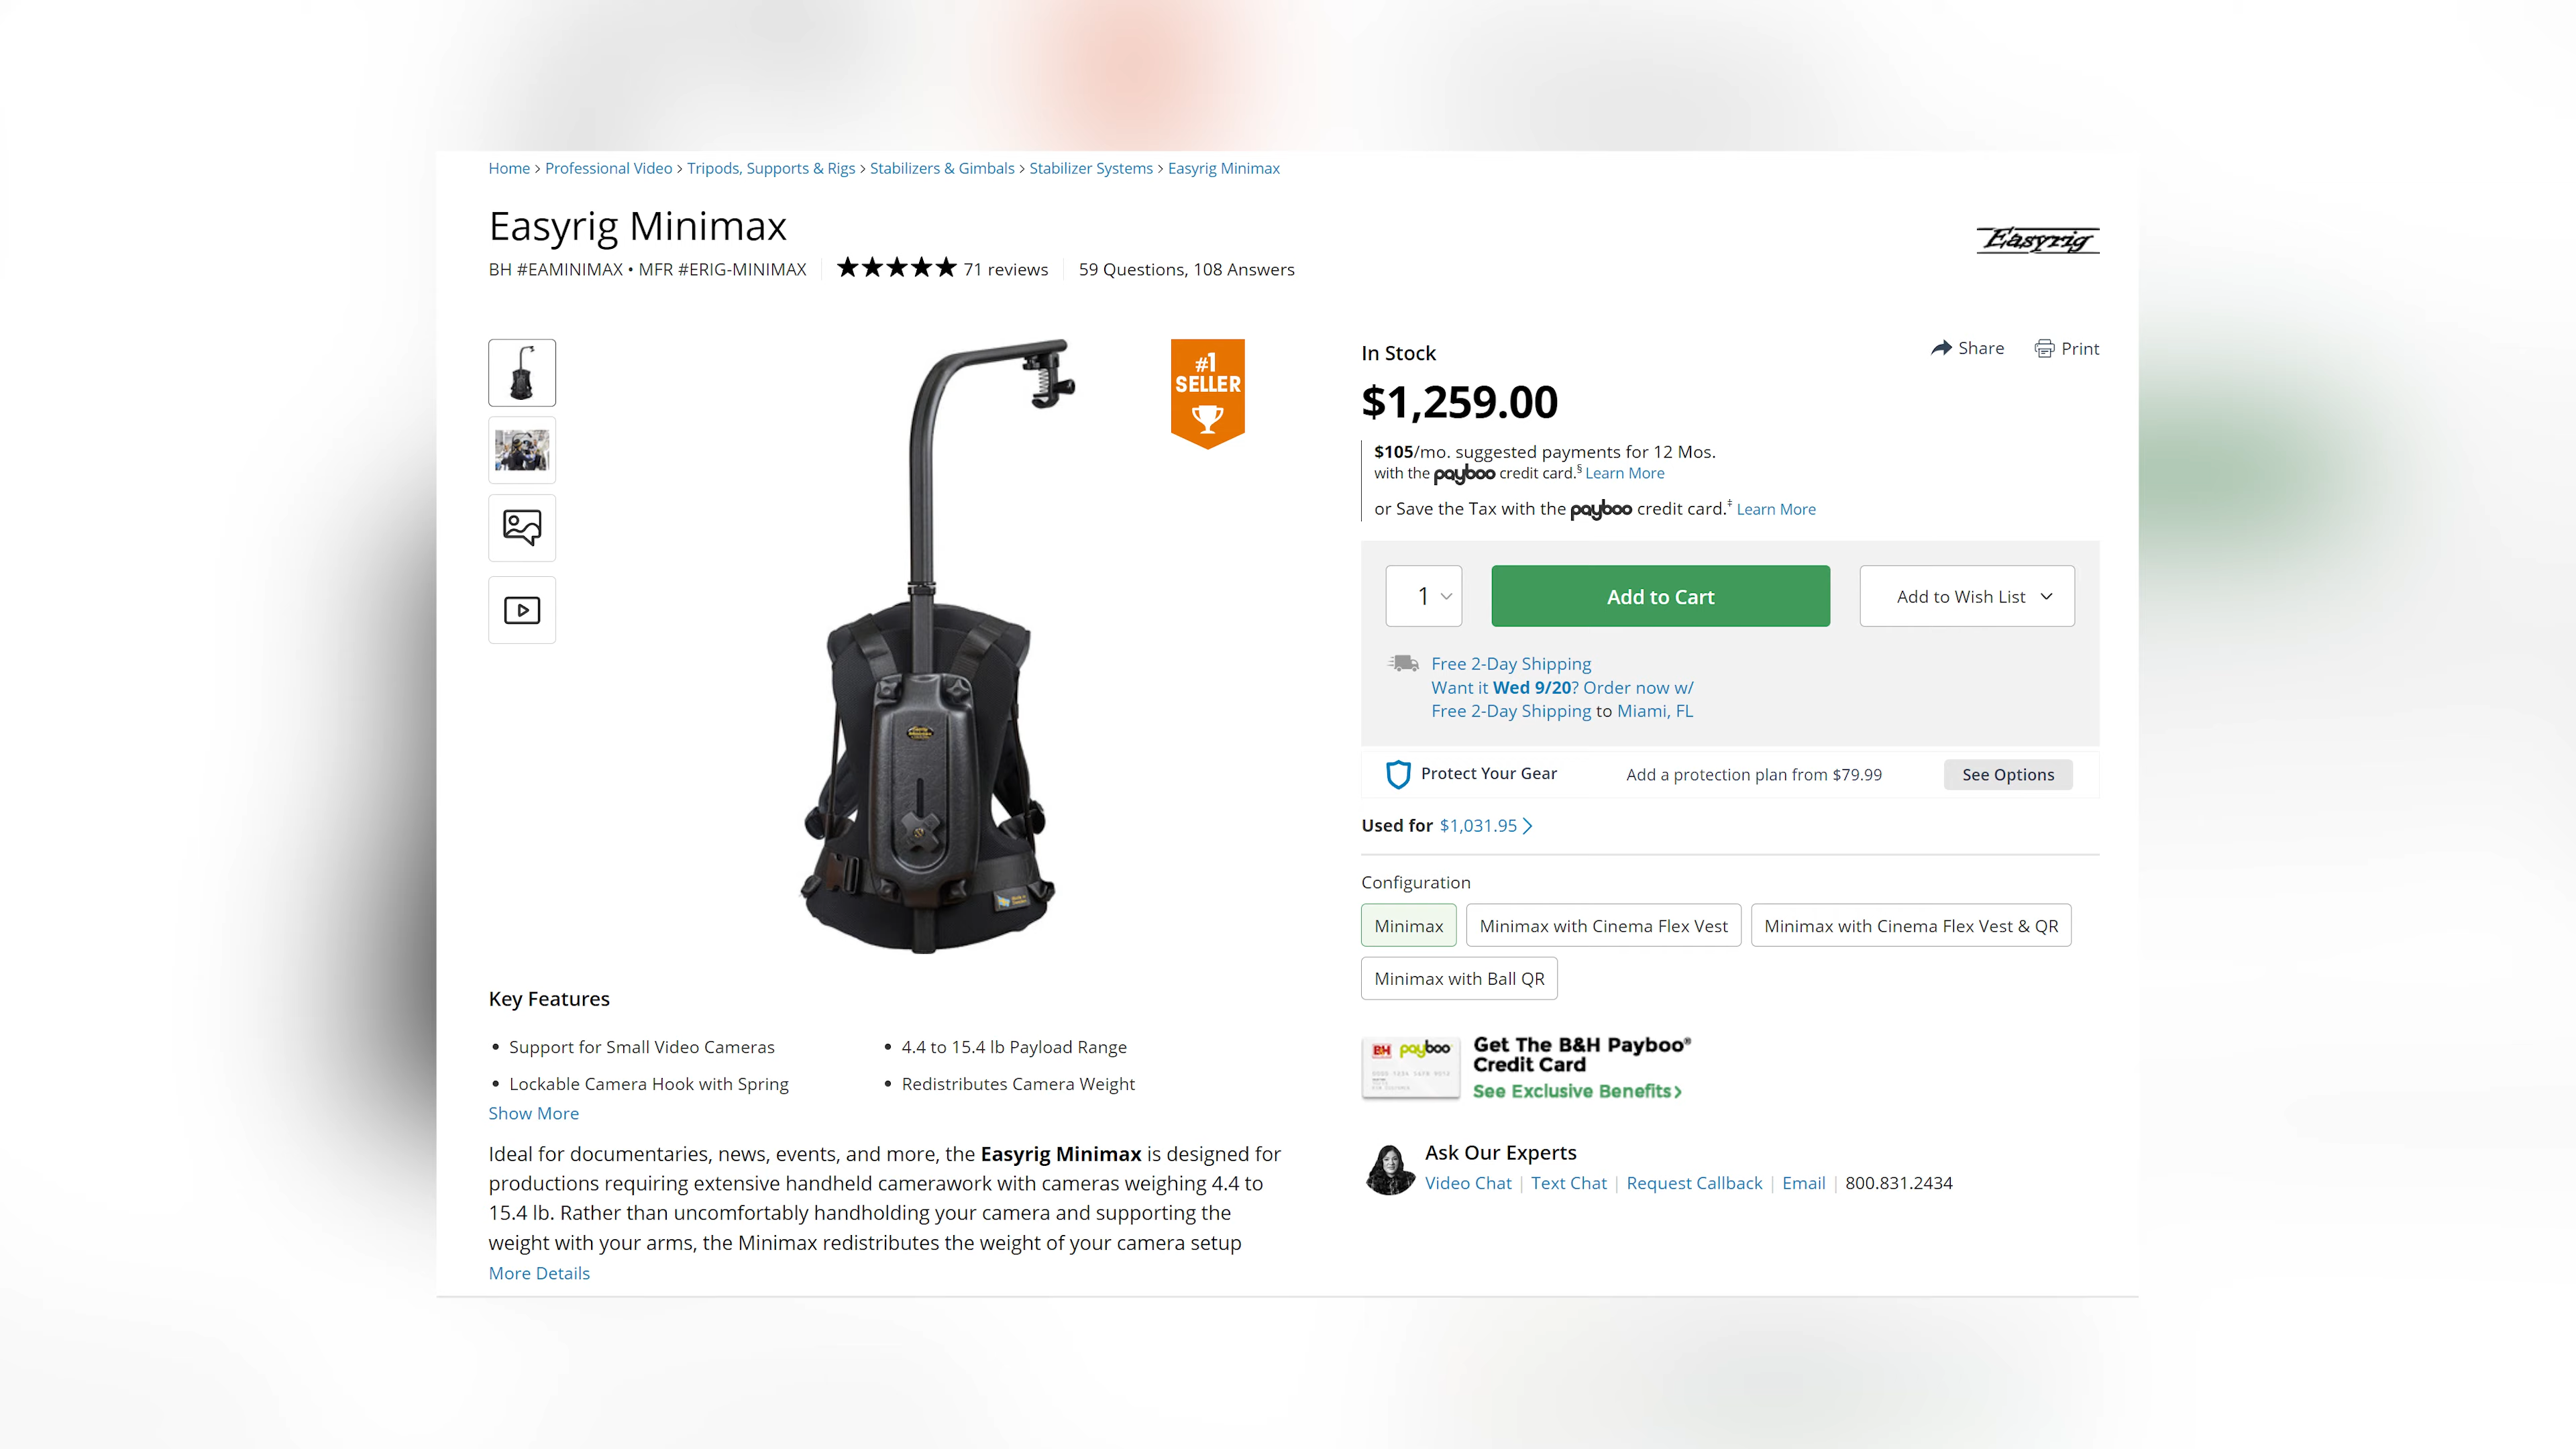 Home > Professional Video > Tripods, Supports & Rigs > Stabilizers & Gimbals > Stabilizer Systems > Easyrig Minimax
Easyrig Minimax
Easyrig
BH #EAMINIMAX • MFR #ERIG-MINIMAX
71 reviews
59 Questions, 108 Answers
#1
SELLER
In Stock
Share
Print
$1,259.00
$105/mo. suggested payments for 12 Mos.
with the payboo credit card.§ Learn More
or Save the Tax with the payboo credit card.‡ Learn More
1
Add to Cart
Add to Wish List
Free 2-Day Shipping
Want it Wed 9/20? Order now w/
Free 2-Day Shipping to Miami, FL
Protect Your Gear
Add a protection plan from $79.99
See Options
Used for $1,031.95 >
Configuration
Minimax
Minimax with Cinema Flex Vest
Minimax with Cinema Flex Vest & QR
Minimax with Ball QR
Key Features
• Support for Small Video Cameras
• 4.4 to 15.4 lb Payload Range
• Lockable Camera Hook with Spring
• Redistributes Camera Weight
Show More
Ideal for documentaries, news, events, and more, the Easyrig Minimax is designed for
productions requiring extensive handheld camerawork with cameras weighing 4.4 to
15.4 lb. Rather than uncomfortably handholding your camera and supporting the
weight with your arms, the Minimax redistributes the weight of your camera setup
More Details
BH payboo
Get The B&H Payboo®
Credit Card
See Exclusive Benefits >
Ask Our Experts
Video Chat | Text Chat | Request Callback | Email | 800.831.2434